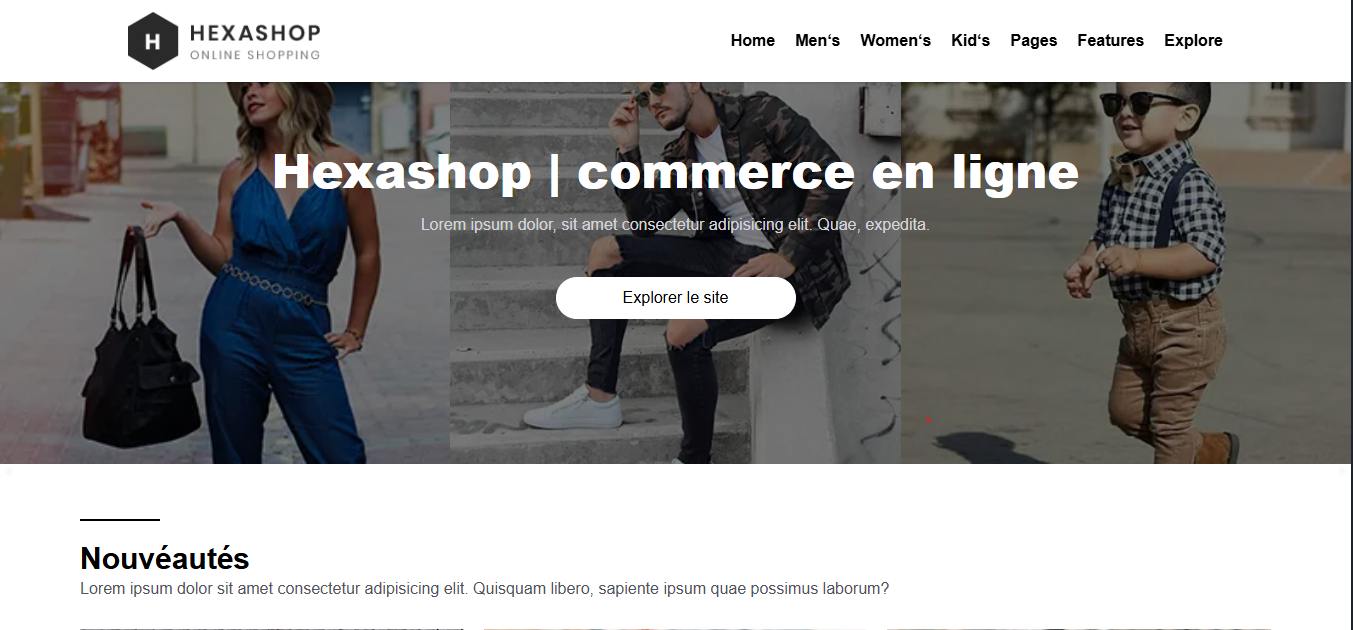 H
HEXASHOP
ONLINE SHOPPING
Home Men‘s Women‘s Kid‘s Pages Features Explore
Hexashop | commerce en ligne
Lorem ipsum dolor, sit amet consectetur adipisicing elit. Quae, expedita.
Explorer le site
Nouvéautés
Lorem ipsum dolor sit amet consectetur adipisicing elit. Quisquam libero, sapiente ipsum quae possimus laborum?